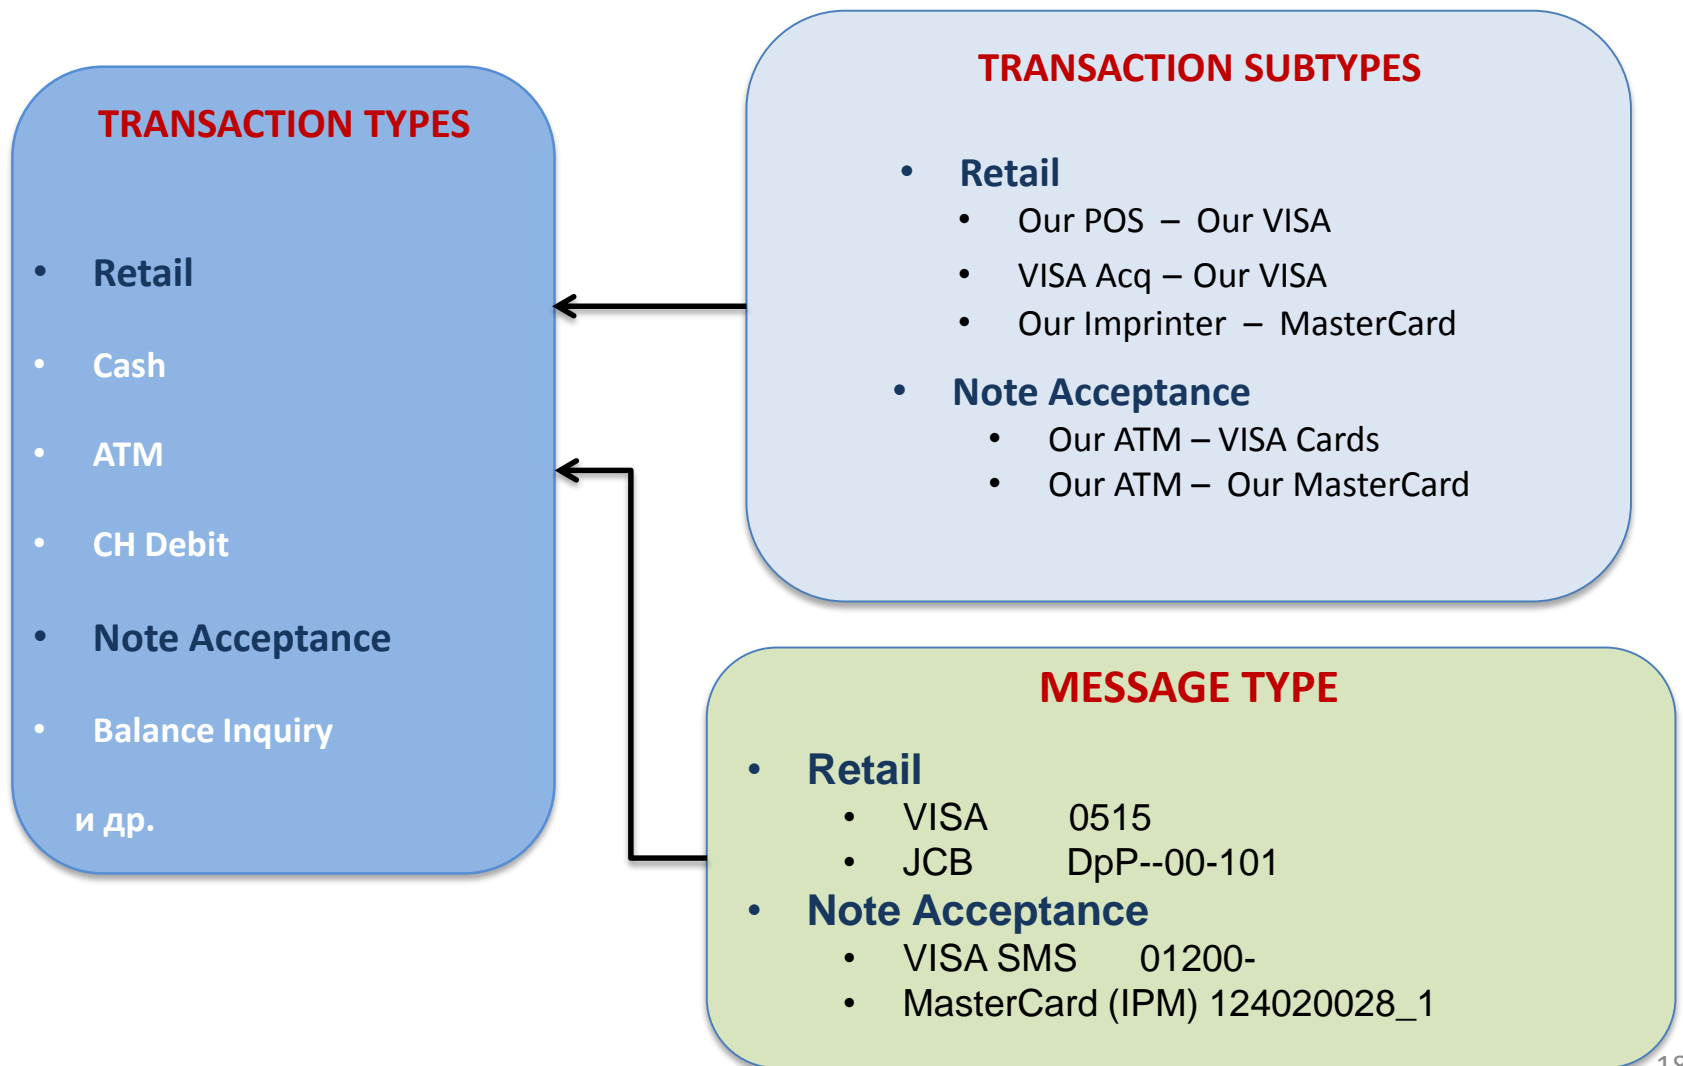 TRANSACTION TYPES
• Retail
• Cash
• ATM
• CH Debit
• Note Acceptance
• Balance Inquiry
и др.
TRANSACTION SUBTYPES
• Retail
• Our POS – Our VISA
• VISA Acq – Our VISA
• Our Imprinter – MasterCard
• Note Acceptance
• Our ATM – VISA Cards
• Our ATM – Our MasterCard
MESSAGE TYPE
• Retail
• VISA 0515
• JCB DpP--00-101
• Note Acceptance
• VISA SMS 01200-
• MasterCard (IPM) 124020028_1